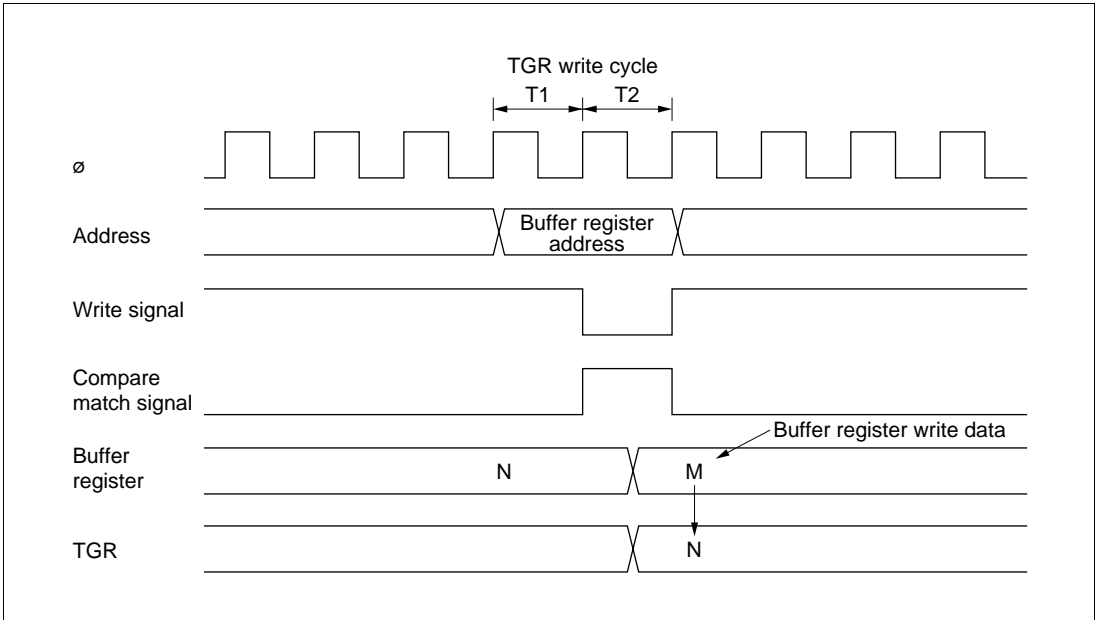 TGR write cycle
T1 T2
ø
Address
Buffer register
address
Write signal
Compare
match signal
Buffer register write data
Buffer
register
N M
TGR
N